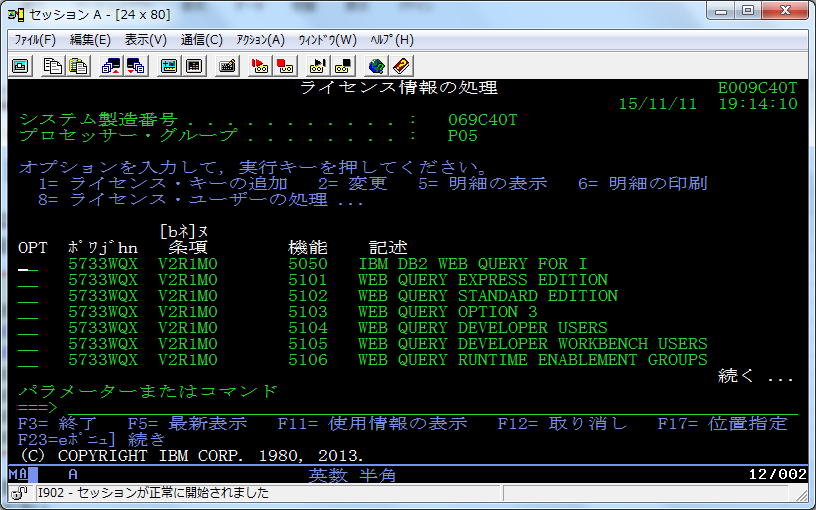 セッション A - [24 x 80]
ﾌｧｲﾙ(F) 編集(E) 表示(V) 通信(C) ｱｸｼｮﾝ(A) ｳｨﾝﾄﾞｳ(W) ﾍﾙﾌﾟ(H)
ライセンス情報の処理 E009C40T
15/11/11 19:14:10
システム製造番号 . . . . . . . . . . . : 069C40T
プロセッサー・グループ . . . . . . . . : P05
オプションを入力して, 実行キーを押してください。
1= ライセンス・キーの追加 2= 変更 5= 明細の表示 6= 明細の印刷
8= ライセンス・ユーザーの処理 ...
[bﾈ]ヌ
OPT ﾎﾟﾜj゙hn 条項 機能 記述
__ 5733WQX V2R1M0 5050 IBM DB2 WEB QUERY FOR I
__ 5733WQX V2R1M0 5101 WEB QUERY EXPRESS EDITION
__ 5733WQX V2R1M0 5102 WEB QUERY STANDARD EDITION
__ 5733WQX V2R1M0 5103 WEB QUERY OPTION 3
__ 5733WQX V2R1M0 5104 WEB QUERY DEVELOPER USERS
__ 5733WQX V2R1M0 5105 WEB QUERY DEVELOPER WORKBENCH USERS
__ 5733WQX V2R1M0 5106 WEB QUERY RUNTIME ENABLEMENT GROUPS
続く ...
パラメーターまたはコマンド
===>
F3= 終了 F5= 最新表示 F11= 使用情報の表示 F12= 取り消し F17= 位置指定
F23=eﾎﾟﾆｭ] 続き
(C) COPYRIGHT IBM CORP. 1980, 2013.
MA A 英数 半角 12/002
I902 - セッションが正常に開始されました